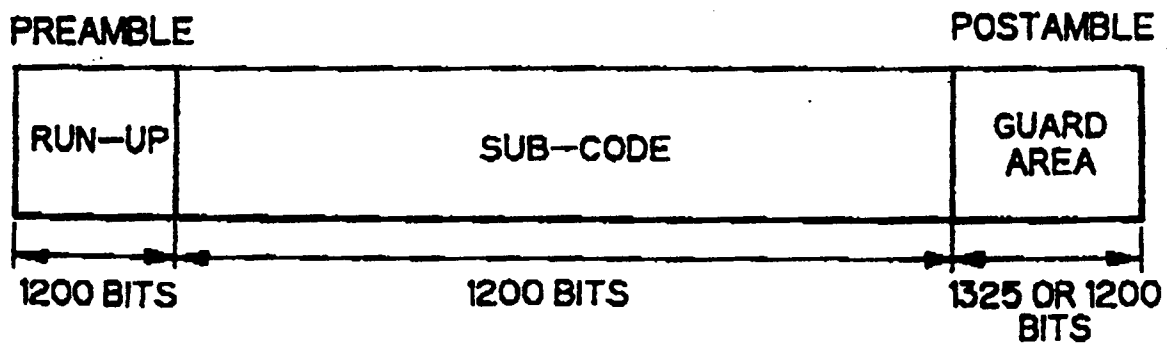 PREAMBLE
POSTAMBLE
RUN-UP
SUB-CODE
GUARD
AREA
1200 BITS
1200 BITS
1325 OR 1200
BITS